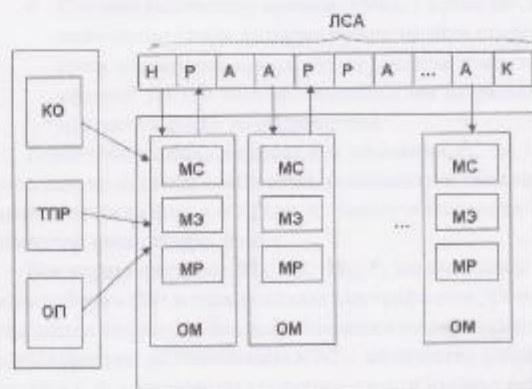 ЛСА
Н Р А А Р Р А ... А К
КО
ТПР
ОП
МС МС МС
МЭ МЭ ... МЭ
МР МР МР
ОМ ОМ ОМ